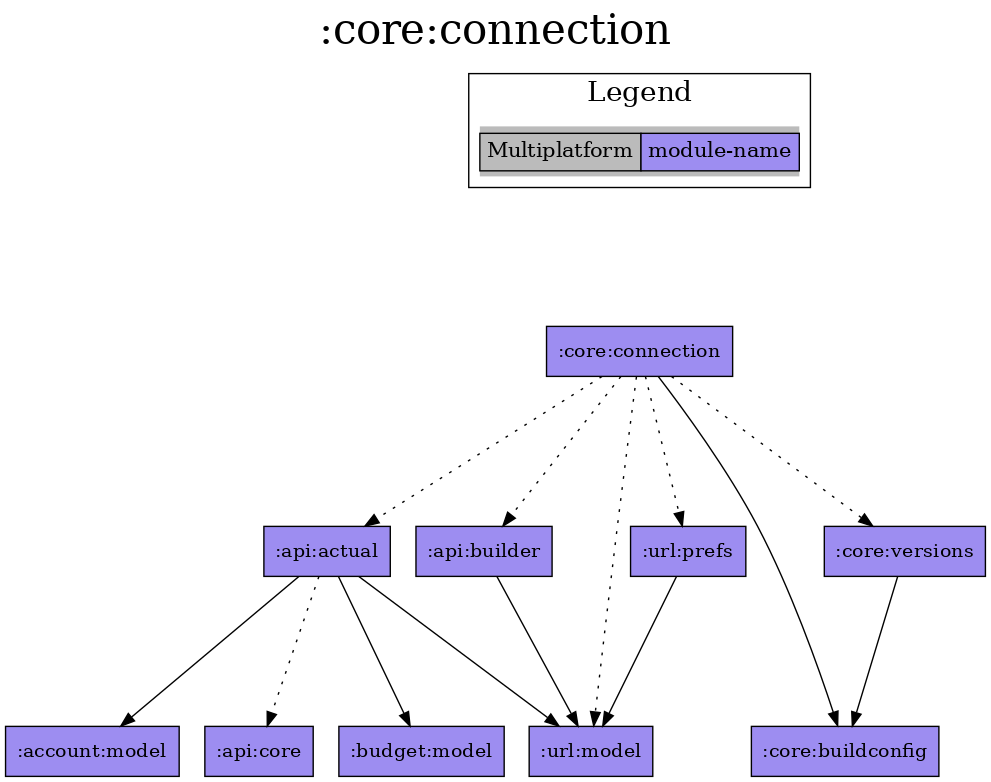 :core:connection
Legend
Multiplatform module-name
:core:connection
:api:actual :api:builder :url:prefs :core:versions
:account:model :api:core :budget:model :url:model :core:buildconfig